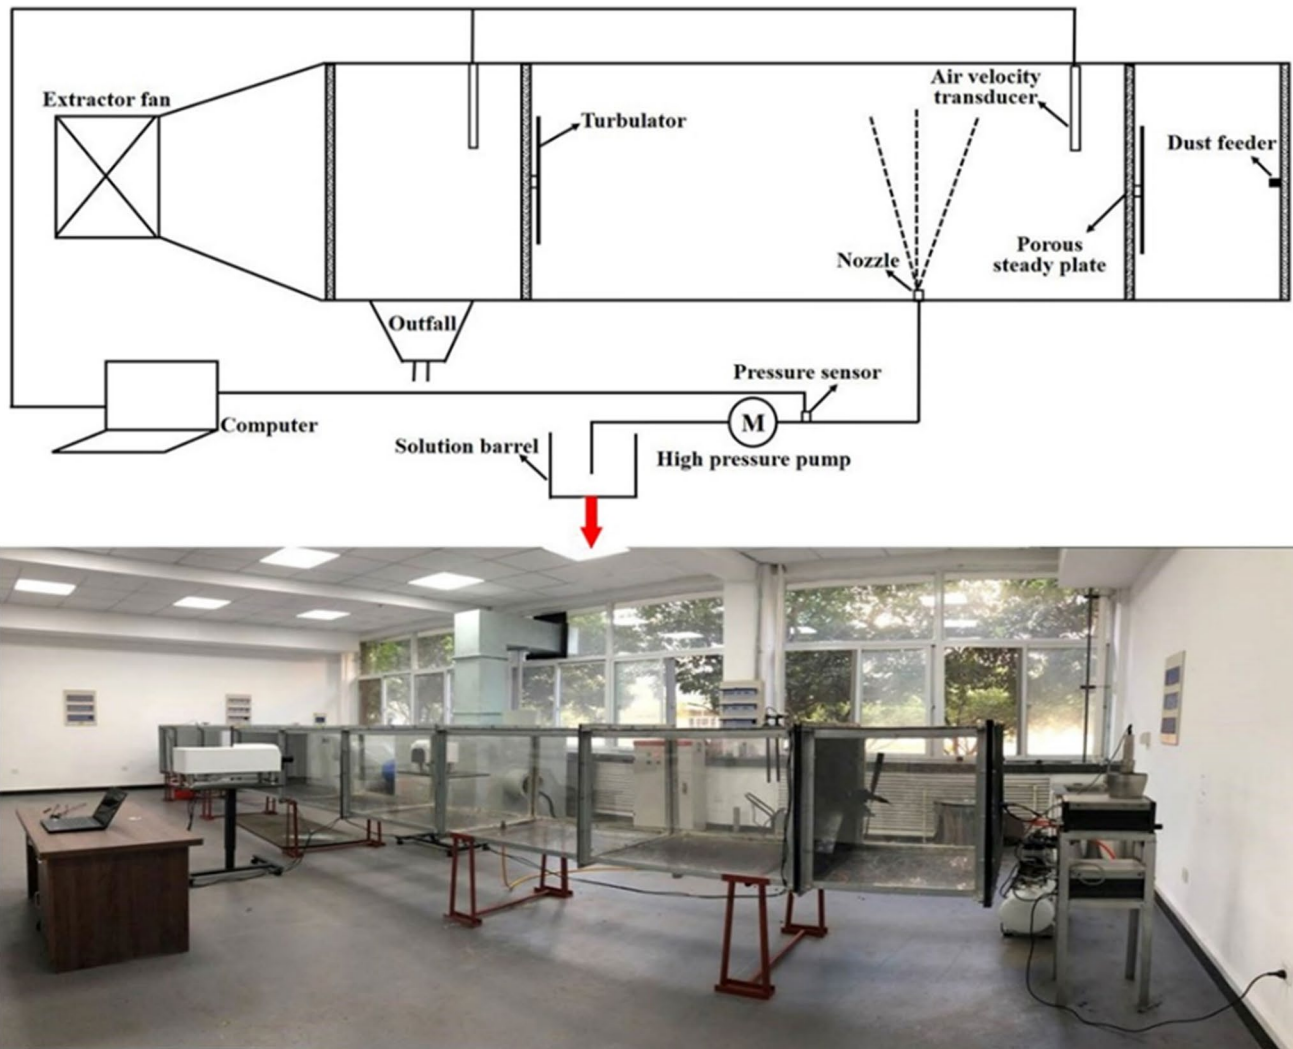 Extractor fan
Turbulator
Air velocity
transducer
Dust feeder
Porous
steady plate
Nozzle
Outfall
Pressure sensor
Computer
Solution barrel
M
High pressure pump